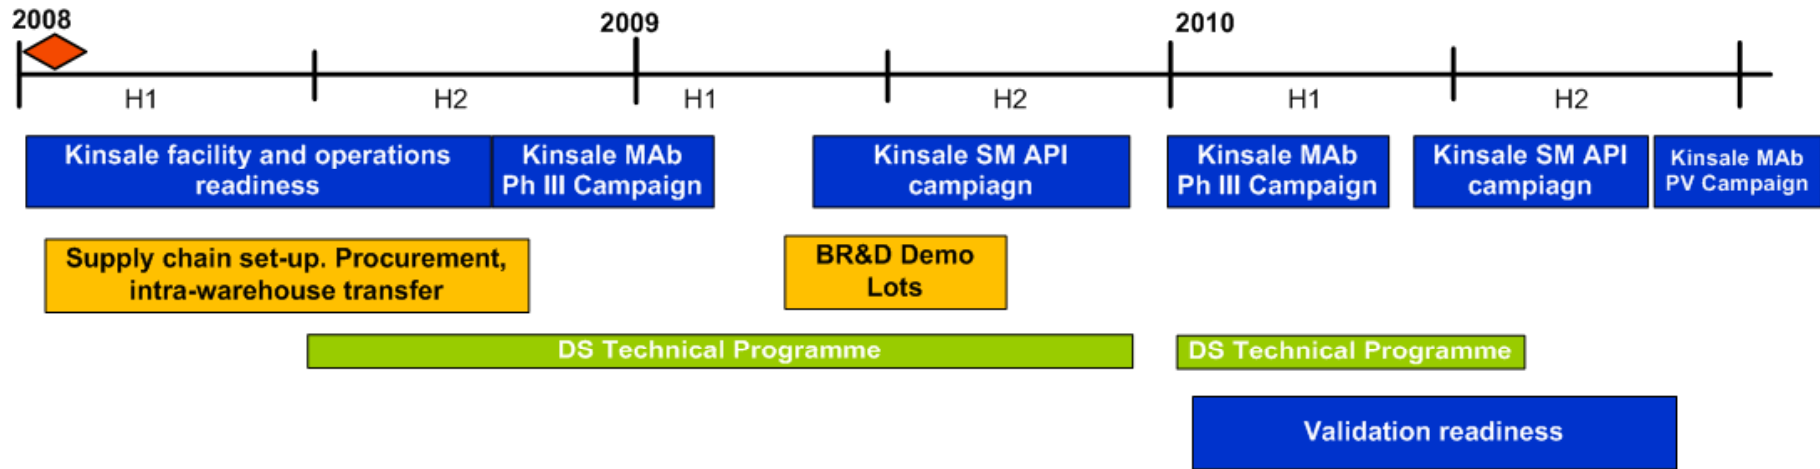 2008
2009
2010
H1
H2
H1
H2
H1
H2
Kinsale facility and operations
readiness
Kinsale MAb
Ph III Campaign
Kinsale SM API
campiagn
Kinsale MAb
Ph III Campaign
Kinsale SM API
campiagn
Kinsale MAb
PV Campaign
Supply chain set-up. Procurement,
intra-warehouse transfer
BR&D Demo
Lots
DS Technical Programme
DS Technical Programme
Validation readiness